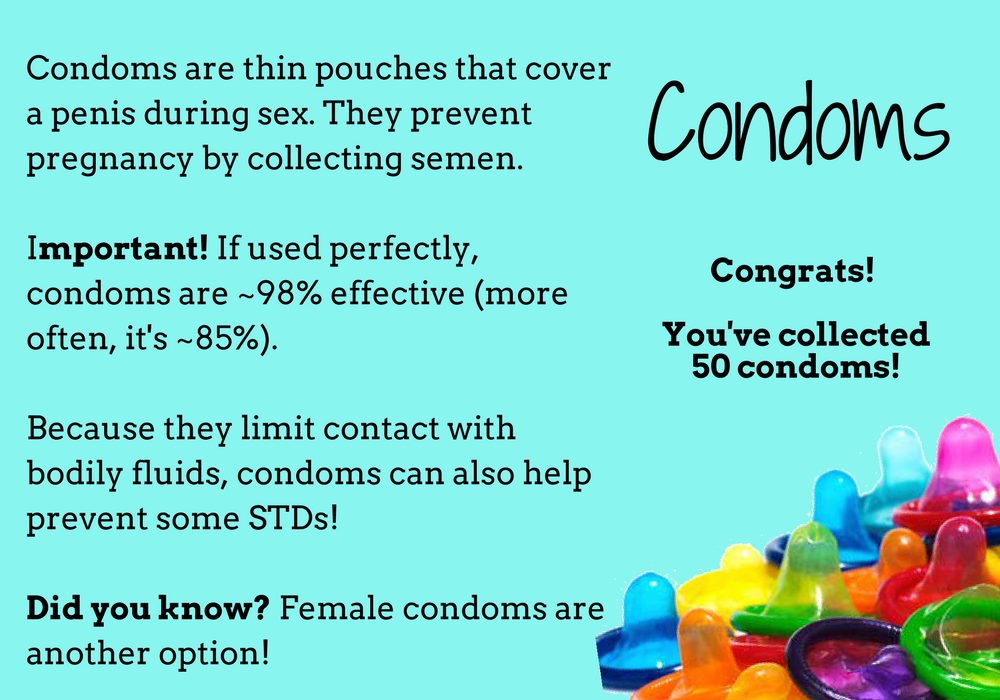 Condoms are thin pouches that cover
a penis during sex. They prevent
pregnancy by collecting semen.
Important! If used perfectly,
condoms are ~98% effective (more
often, it's ~85%).
Because they limit contact with
bodily fluids, condoms can also help
prevent some STDs!
Did you know? Female condoms are
another option!
Condoms
Congrats!
You've collected
50 condoms!